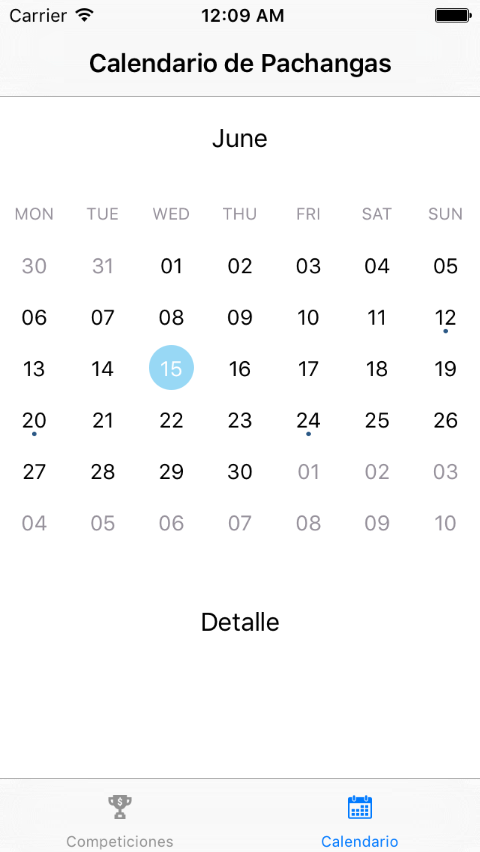 Carrier 12:09 AM
Calendario de Pachangas
June
MON TUE WED THU FRI SAT SUN
30 31 01 02 03 04 05
06 07 08 09 10 11 12
13 14 15 16 17 18 19
20 21 22 23 24 25 26
27 28 29 30 01 02 03
04 05 06 07 08 09 10
Detalle
$
Competiciones Calendario